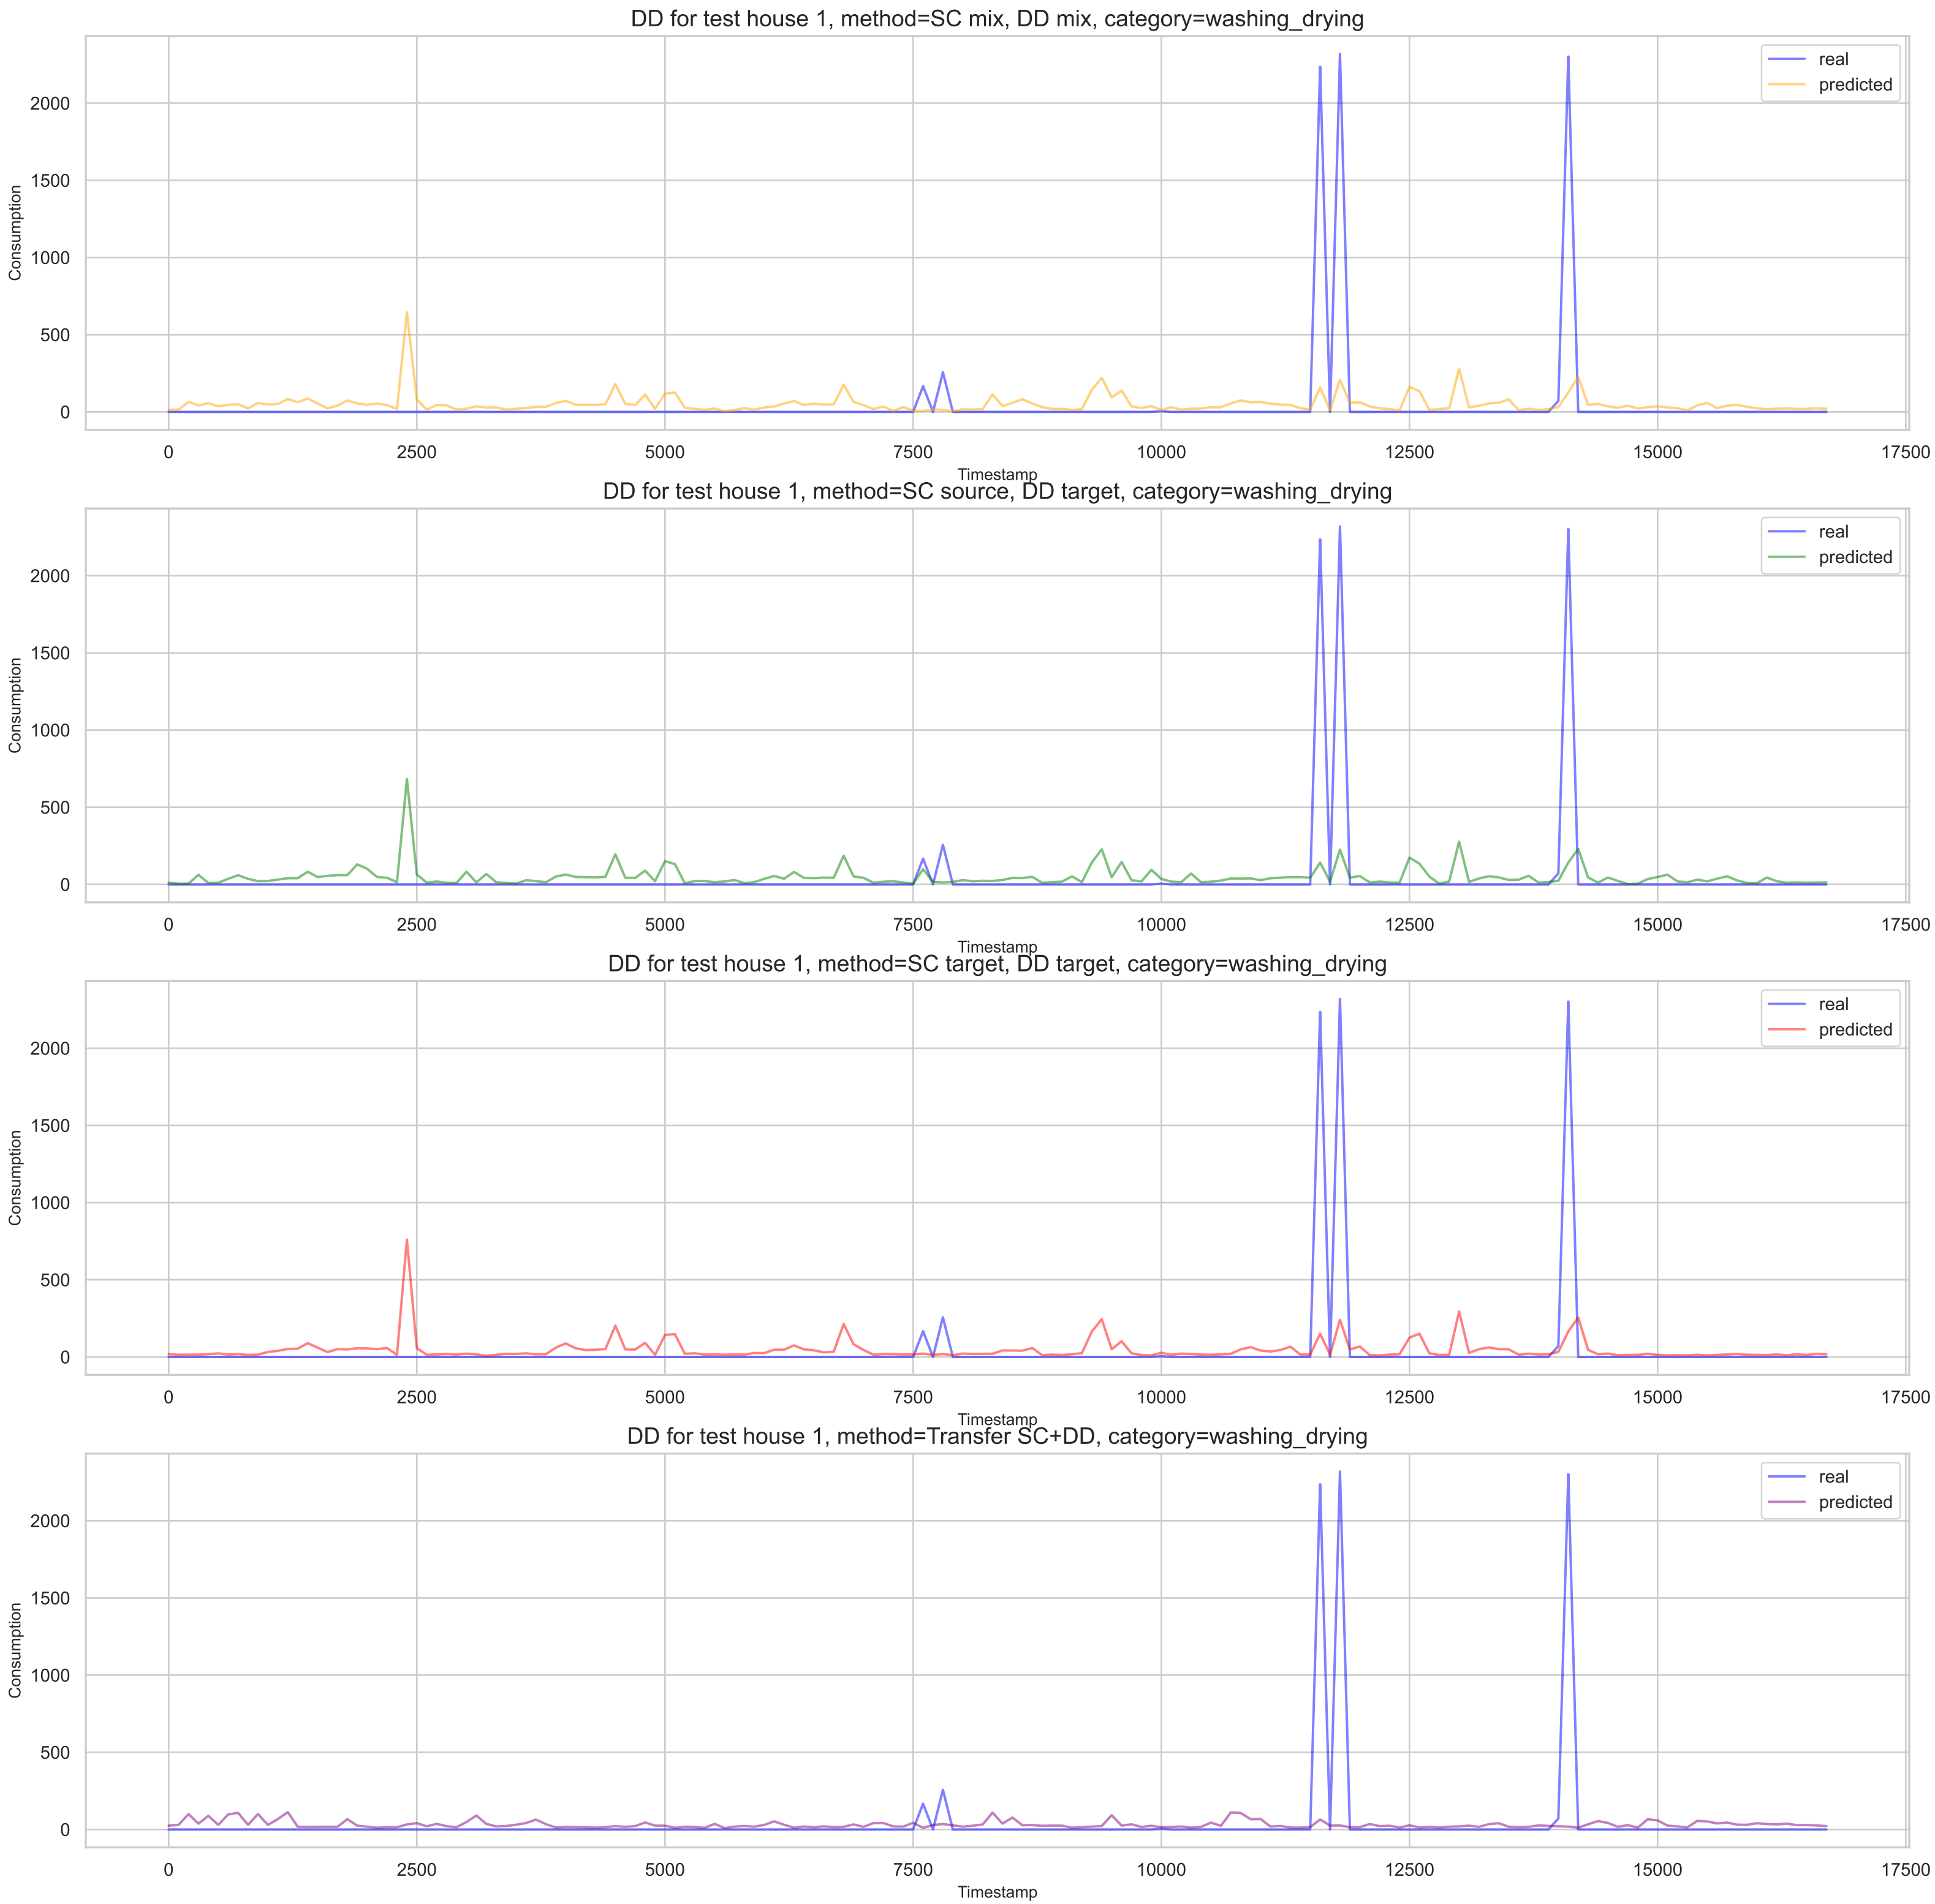 DD for test house 1, method=SC mix, DD mix, category=washing_drying
real
predicted
2000
1500
1000
500
0
Consumption
0 2500 5000 7500 10000 12500 15000 17500
Timestamp
DD for test house 1, method=SC source, DD target, category=washing_drying
real
predicted
2000
1500
1000
500
0
Consumption
0 2500 5000 7500 10000 12500 15000 17500
Timestamp
DD for test house 1, method=SC target, DD target, category=washing_drying
real
predicted
2000
1500
1000
500
0
Consumption
0 2500 5000 7500 10000 12500 15000 17500
Timestamp
DD for test house 1, method=Transfer SC+DD, category=washing_drying
real
predicted
2000
1500
1000
500
0
Consumption
0 2500 5000 7500 10000 12500 15000 17500
Timestamp